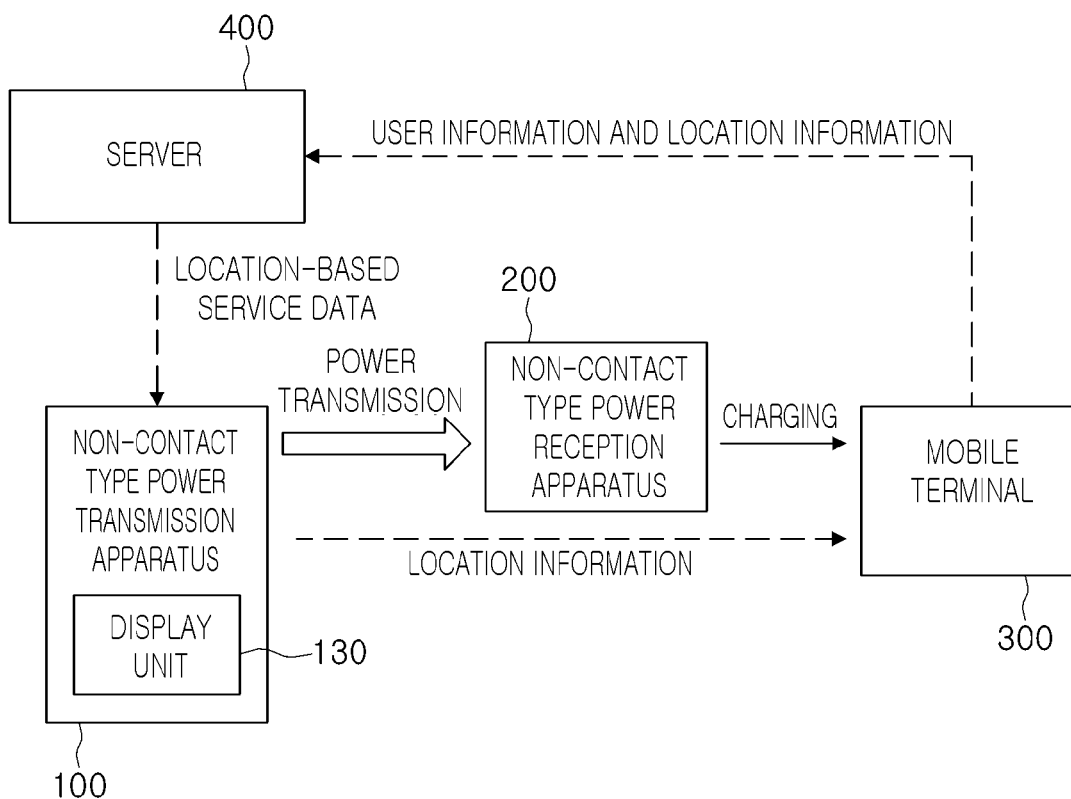 400
SERVER
USER INFORMATION AND LOCATION INFORMATION
LOCATION-BASED
SERVICE DATA
200
POWER
TRANSMISSION
NON-CONTACT
TYPE POWER
RECEPTION
APPARATUS
CHARGING
MOBILE
TERMINAL
NON-CONTACT
TYPE POWER
TRANSMISSION
APPARATUS
LOCATION INFORMATION
300
DISPLAY
UNIT
130
100